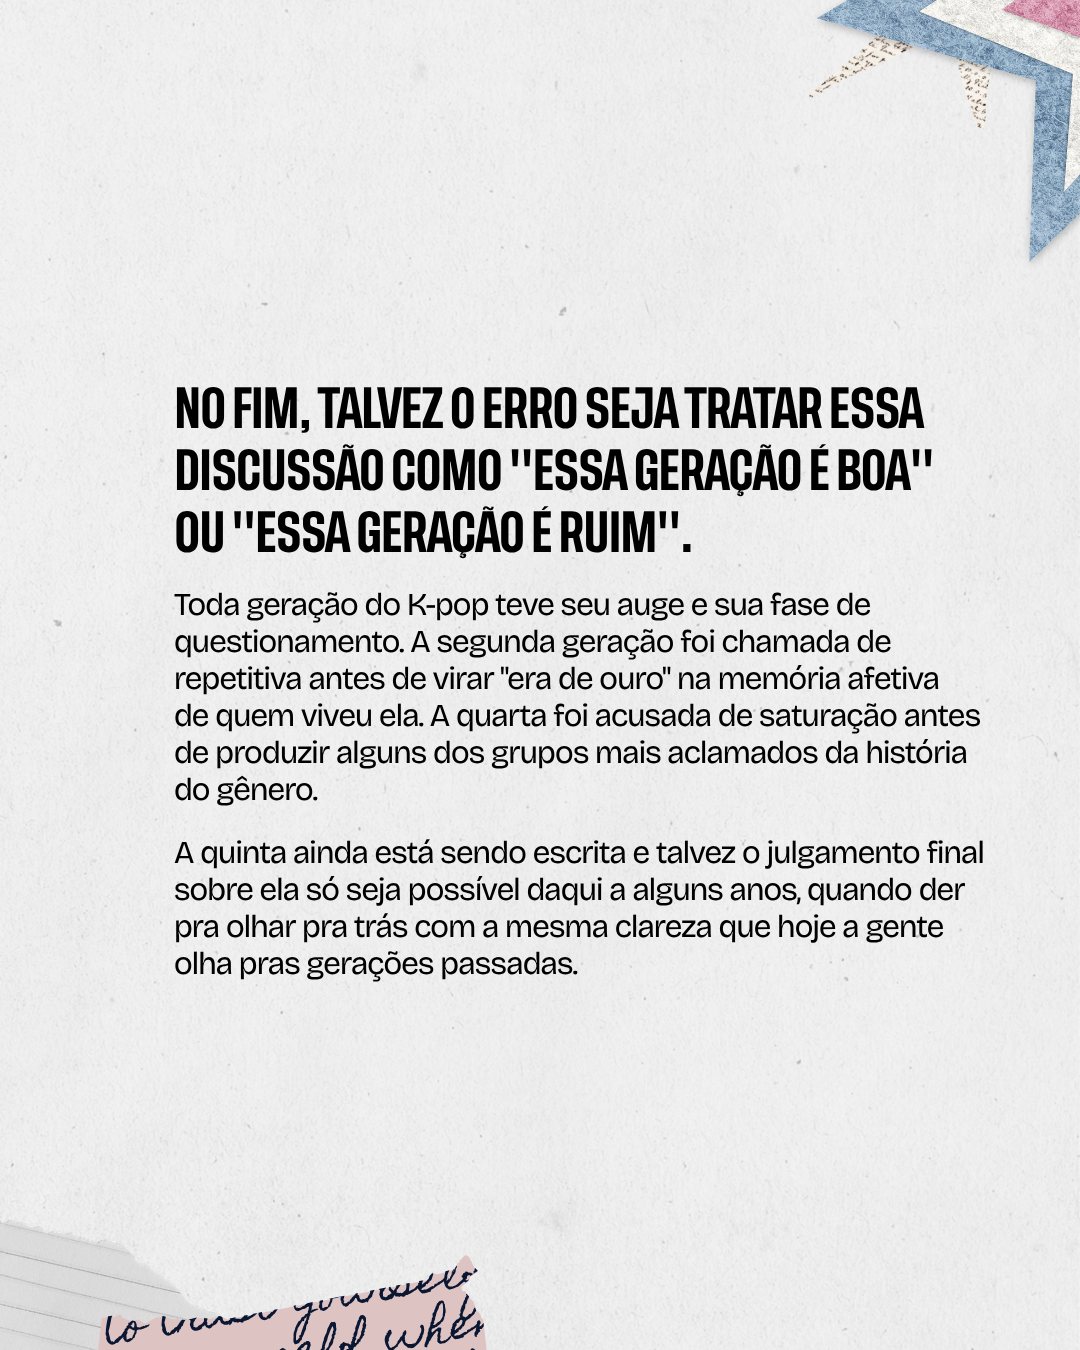 NO FIM, TALVEZ O ERRO SEJA TRATAR ESSA
DISCUSSÃO COMO "ESSA GERAÇÃO É BOA"
OU "ESSA GERAÇÃO É RUIM".
Toda geração do K-pop teve seu auge e sua fase de
questionamento. A segunda geração foi chamada de
repetitiva antes de virar "era de ouro" na memória afetiva
de quem viveu ela. A quarta foi acusada de saturação antes
de produzir alguns dos grupos mais aclamados da história
do gênero.
A quinta ainda está sendo escrita e talvez o julgamento final
sobre ela só seja possível daqui a alguns anos, quando der
pra olhar pra trás com a mesma clareza que hoje a gente
olha pras gerações passadas.
to